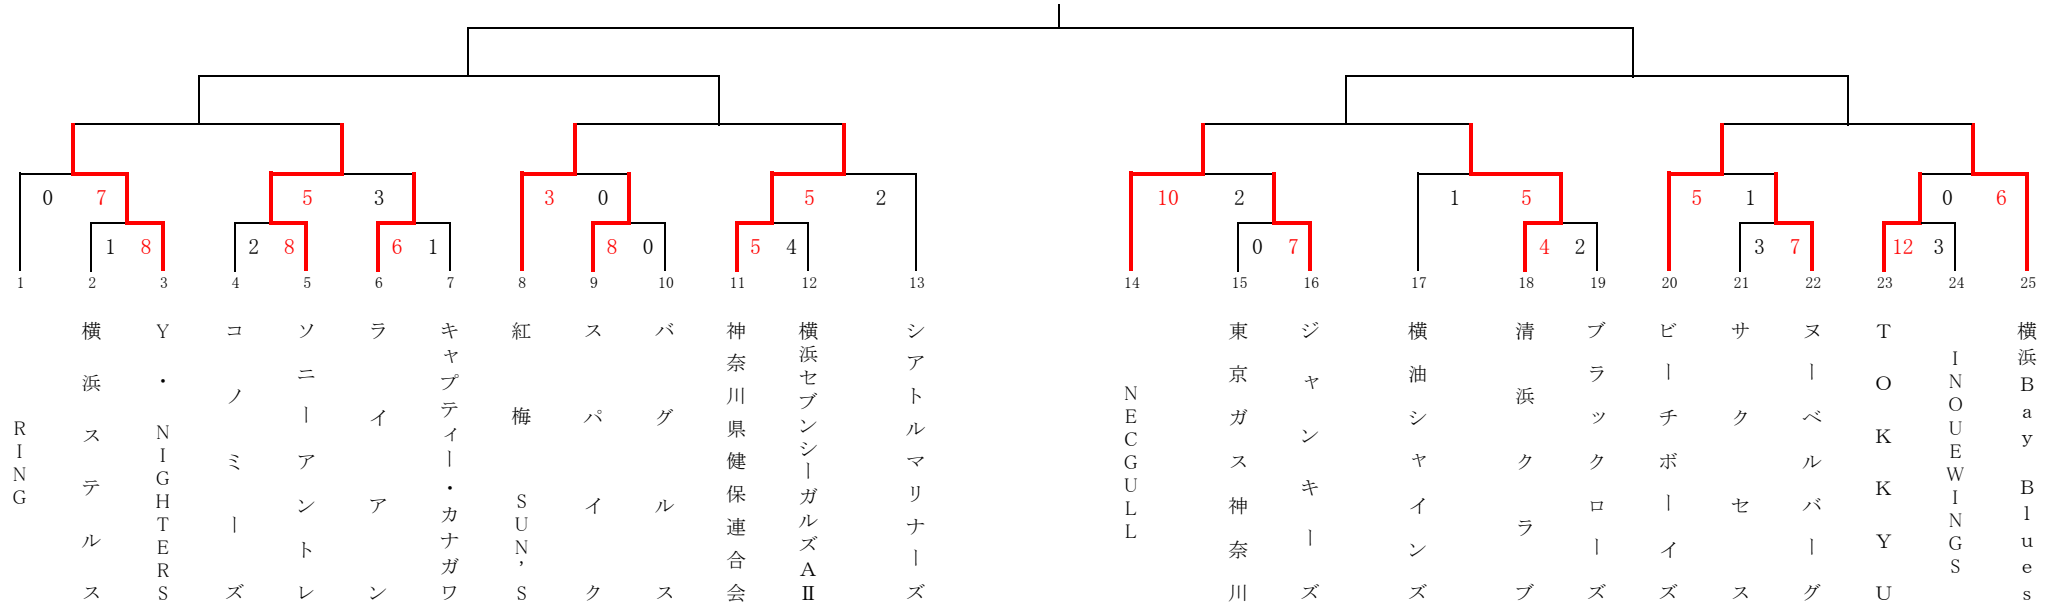 0 7 5 3 3 0 5 2 10 2 1 5 5 1 0 6
1 8 2 8 6 1 8 0 5 4 0 7 4 2 3 7 12 3
1 2 3 4 5 6 7 8 9 10 11 12 13 14 15 16 17 18 19 20 21 22 23 24 25
RING
横浜ステルス
Y・NIGHTERS
コノミーズ
ソニーアントレ
ライアン
キャプティー・カナガワ
紅梅SUN'S
スパイク
バグルス
神奈川県健保連合会
横浜セブンシーガルズAⅡ
シアトルマリナーズ
NECGULL
東京ガス神奈川
ジャンキーズ
横油シャインズ
清浜クラブ
ブラックローズ
ビーチボーイズ
サクセス
ヌーベルバーグ
TOKKYU
INOUEWINGS
横浜Bay Blues